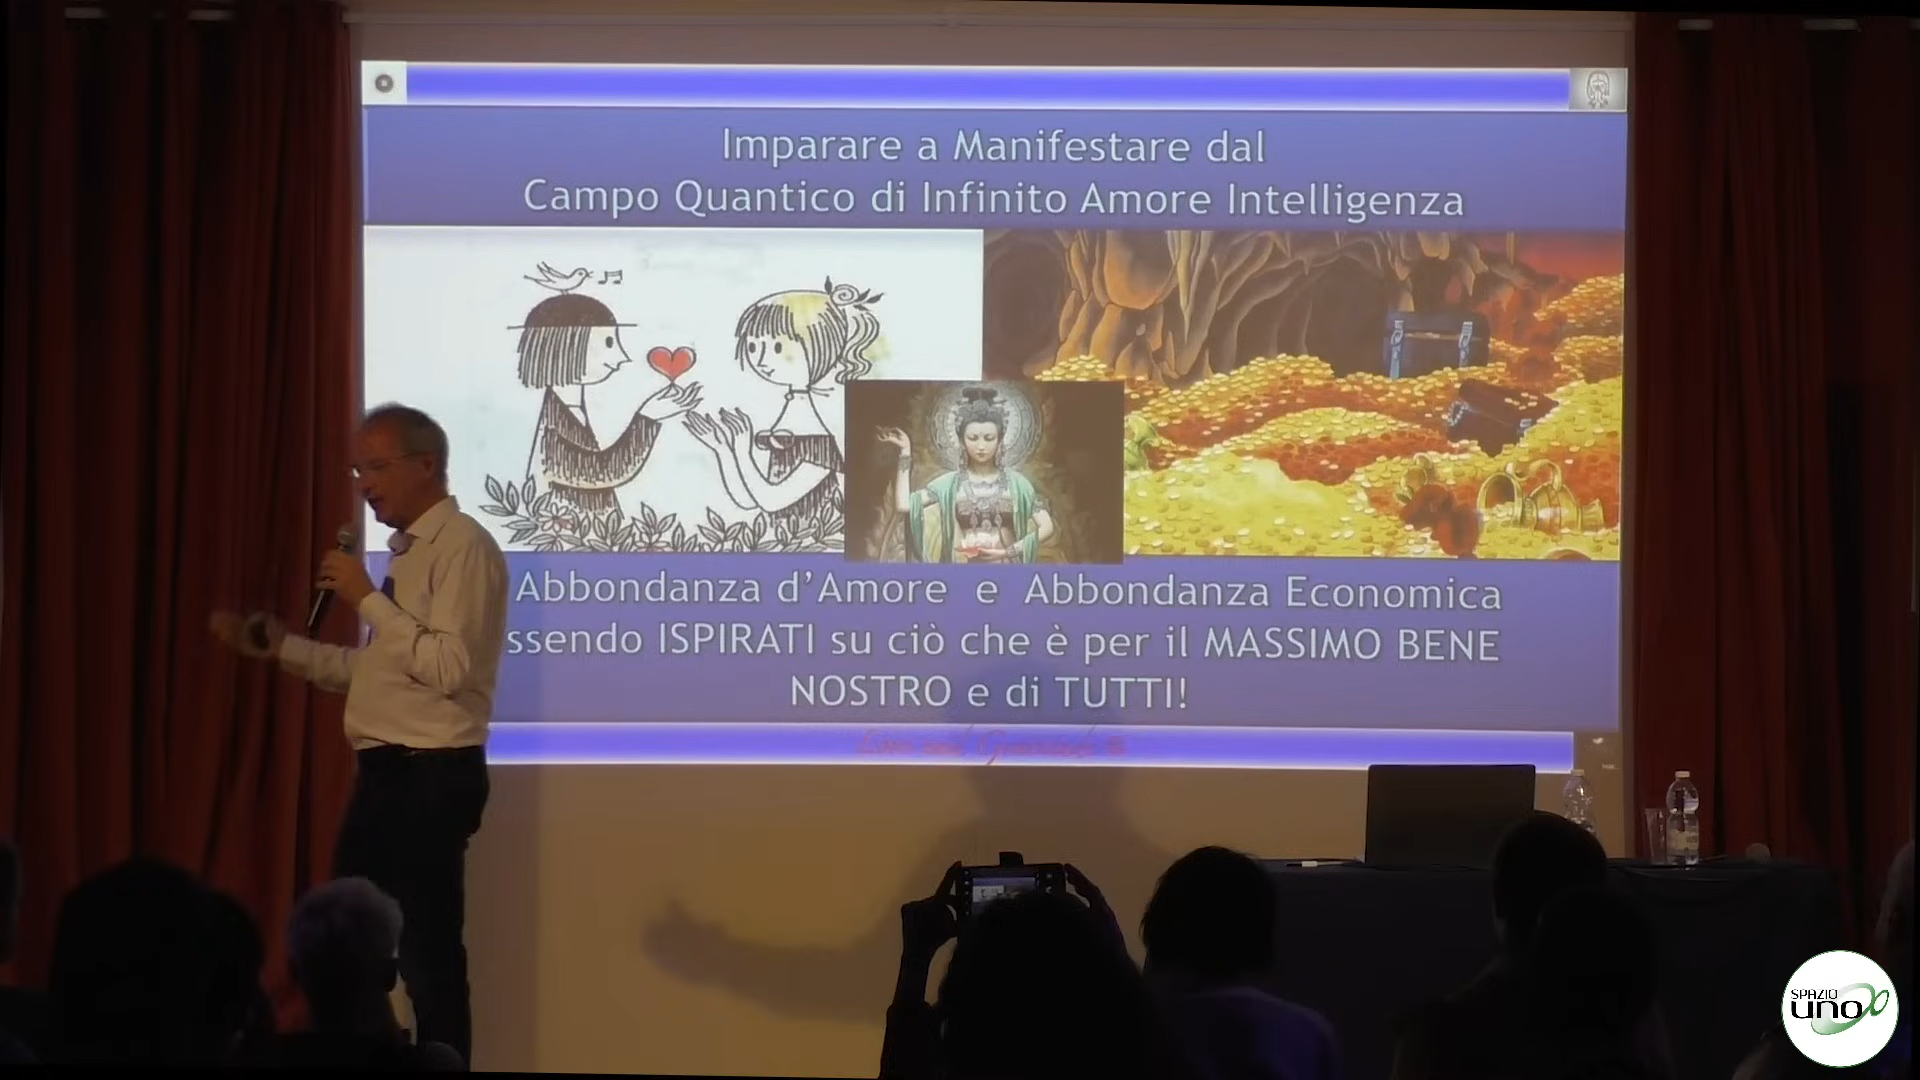 Imparare a Manifestare dal
Campo Quantico di Infinito Amore Intelligenza
Abbondanza d'Amore e Abbondanza Economica
ssendo ISPIRATI su ciò che è per il MASSIMO BENE
NOSTRO e di TUTTI!
SPAZIO
uno